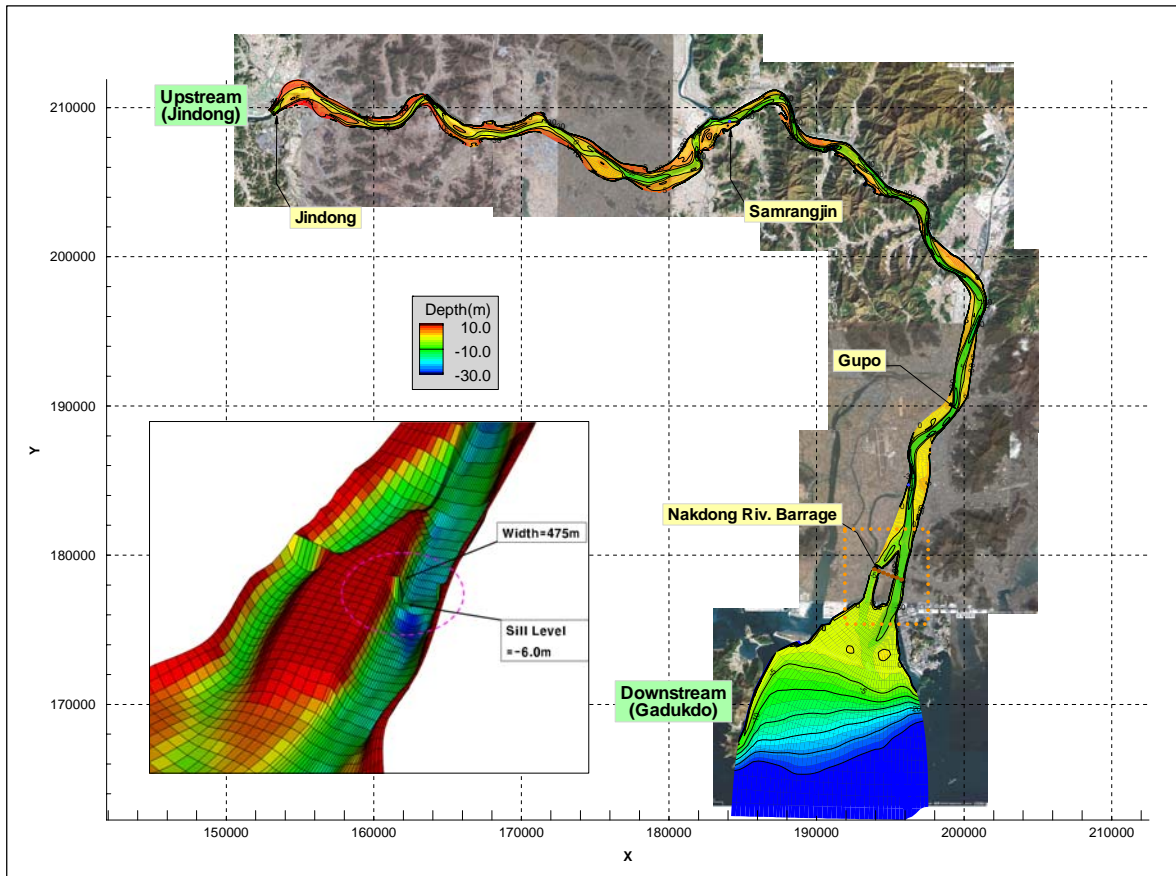 Upstream
(Jindong)
Jindong
Samrangjin
Depth(m)
10.0
-10.0
-30.0
Gupo
Nakdong Riv. Barrage
Width=475m
Sill Level
=-6.0m
Downstream
(Gadukdo)
210000
200000
190000
180000
170000
Y
150000
160000
170000
180000
190000
200000
210000
X